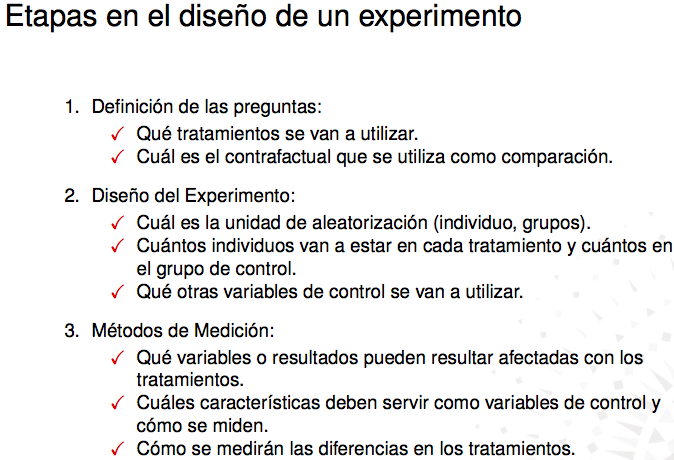 Etapas en el diseño de un experimento
1. Definición de las preguntas:
✓ Qué tratamientos se van a utilizar.
✓ Cuál es el contrafactual que se utiliza como comparación.
2. Diseño del Experimento:
✓ Cuál es la unidad de aleatorización (individuo, grupos).
✓ Cuántos individuos van a estar en cada tratamiento y cuántos en
el grupo de control.
✓ Qué otras variables de control se van a utilizar.
3. Métodos de Medición:
✓ Qué variables o resultados pueden resultar afectadas con los
tratamientos.
✓ Cuáles características deben servir como variables de control y
cómo se miden.
✓ Cómo se medirán las diferencias en los tratamientos.